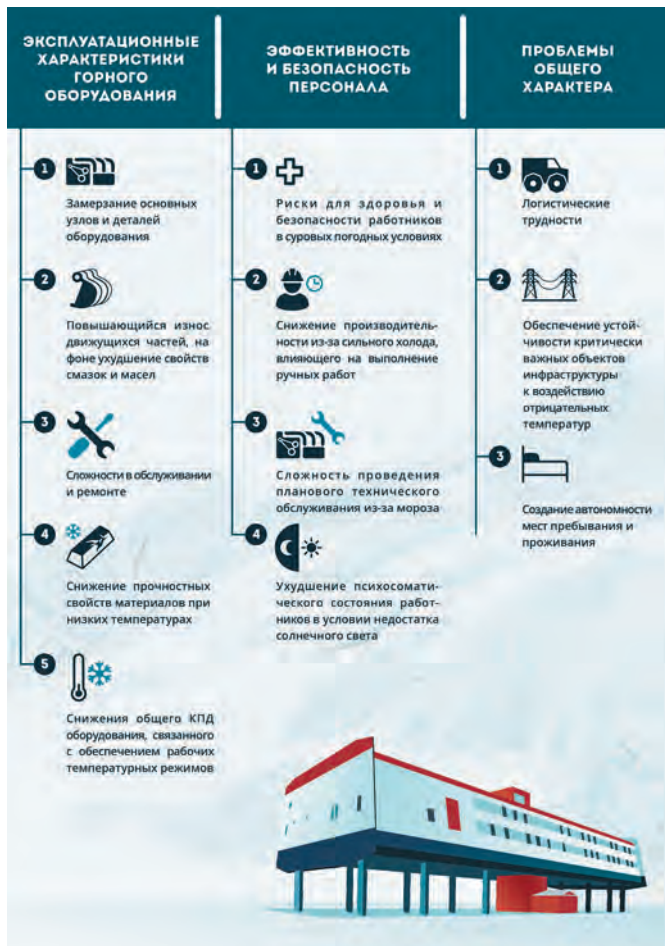 ЭКСПЛУАТАЦИОННЫЕ
ХАРАКТЕРИСТИКИ
ГОРНОГО
ОБОРУДОВАНИЯ
1
Замерзание основных
узлов и деталей
оборудования
2
Повышающийся износ
движущихся частей, на
фоне ухудшение свойств
смазок и масел
3
Сложности в обслуживании
и ремонте
4
Снижение прочностных
свойств материалов при
низких температурах
5
Снижения общего КПД
оборудования, связанного
с обеспечением рабочих
температурных режимов
ЭФФЕКТИВНОСТЬ
И БЕЗОПАСНОСТЬ
ПЕРСОНАЛА
1
Риски для здоровья и
безопасности работников
в суровых погодных условиях
2
Снижение производитель-
ности из-за сильного холода,
влияющего на выполнение
ручных работ
3
Сложность проведения
планового технического
обслуживания из-за мороза
4
Ухудшение психосомати-
ческого состояния работ-
ников в условии недостатка
солнечного света
ПРОБЛЕМЫ
ОБЩЕГО
ХАРАКТЕРА
1
Логистические
трудности
2
Обеспечение устой-
чивости критически
важных объектов
инфраструктуры
к воздействию
отрицательных
температур
3
Создание автономности
мест пребывания и
проживания